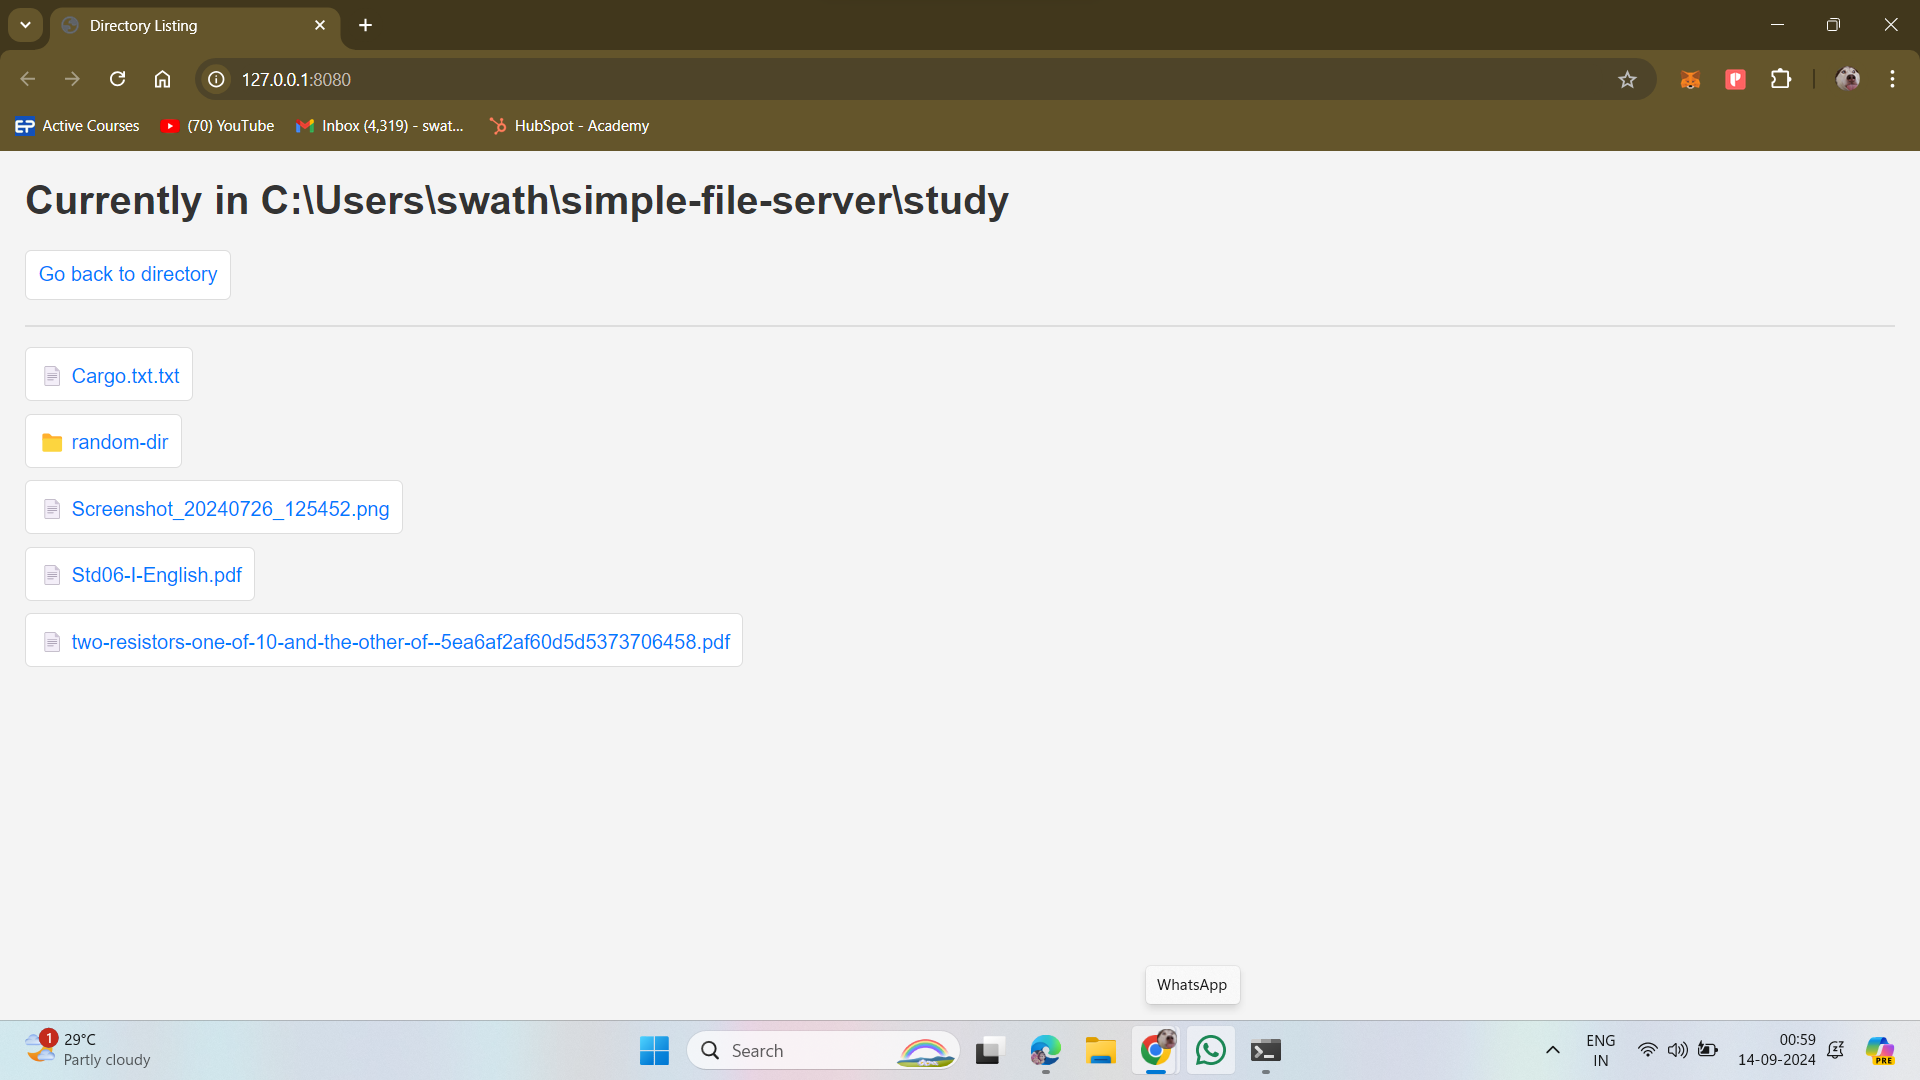 Directory Listing
127.0.0.1:8080
Active Courses
(70) YouTube
Inbox (4,319) - swat...
HubSpot - Academy
Currently in C:\Users\swath\simple-file-server\study
Go back to directory
Cargo.txt.txt
random-dir
Screenshot_20240726_125452.png
Std06-I-English.pdf
two-resistors-one-of-10-and-the-other-of--5ea6af2af60d5d5373706458.pdf
WhatsApp
1
29°C
Partly cloudy
Search
ENG
IN
00:59
14-09-2024
PRE